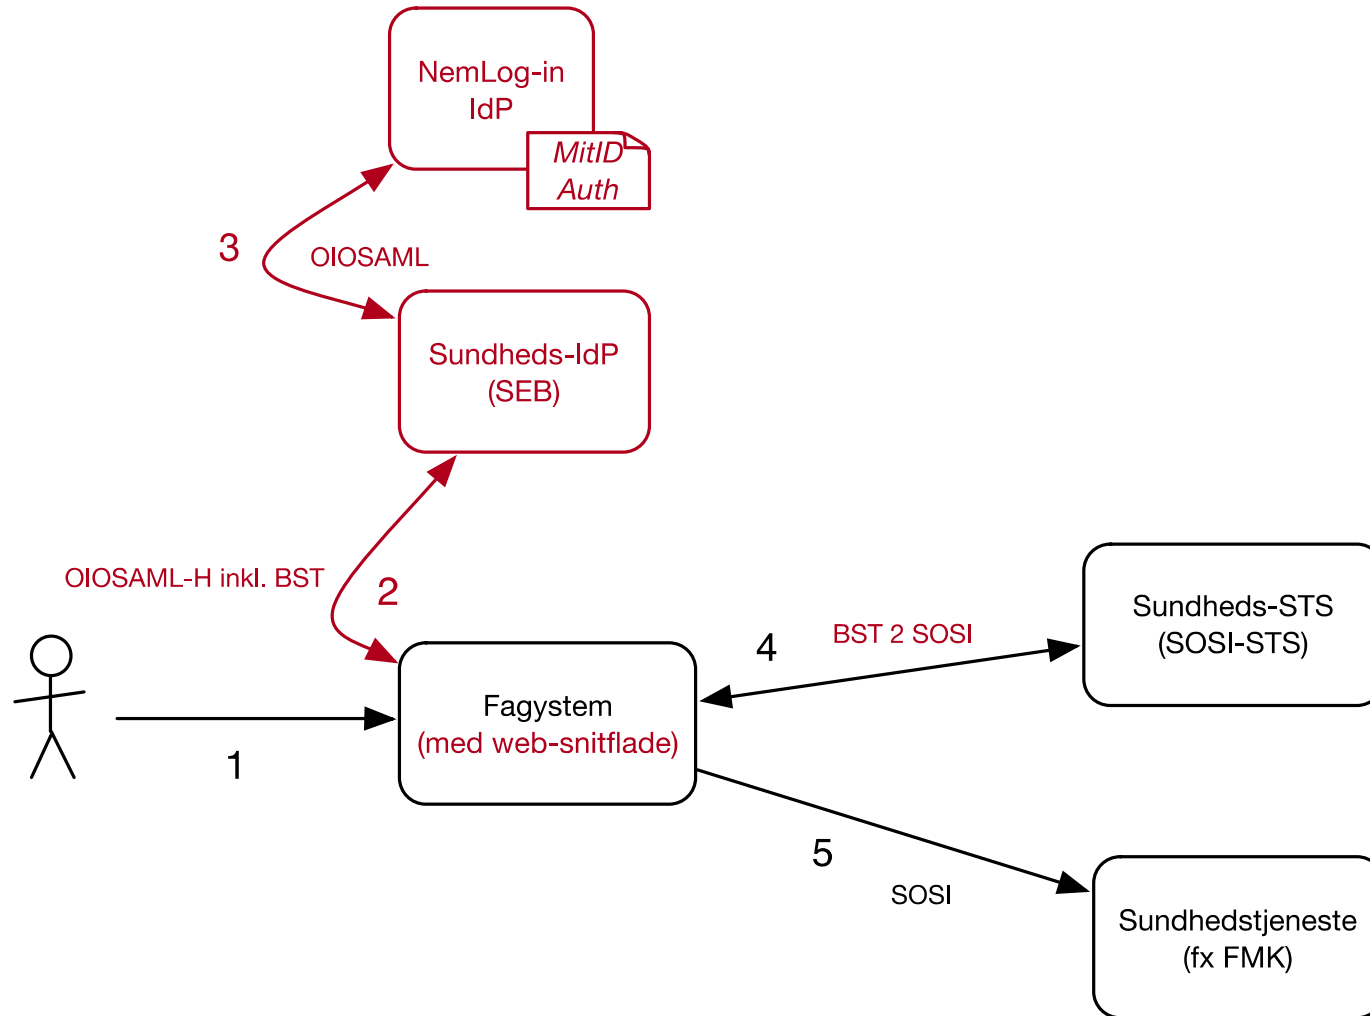 NemLog-in
IdP
MitID
Auth
3
OIOSAML
Sundheds-IdP
(SEB)
OIOSAML-H inkl. BST
2
Sundheds-STS
(SOSI-STS)
4
BST 2 SOSI
Fagystem
(med web-snitflade)
1
5
SOSI
Sundhedstjeneste
(fx FMK)